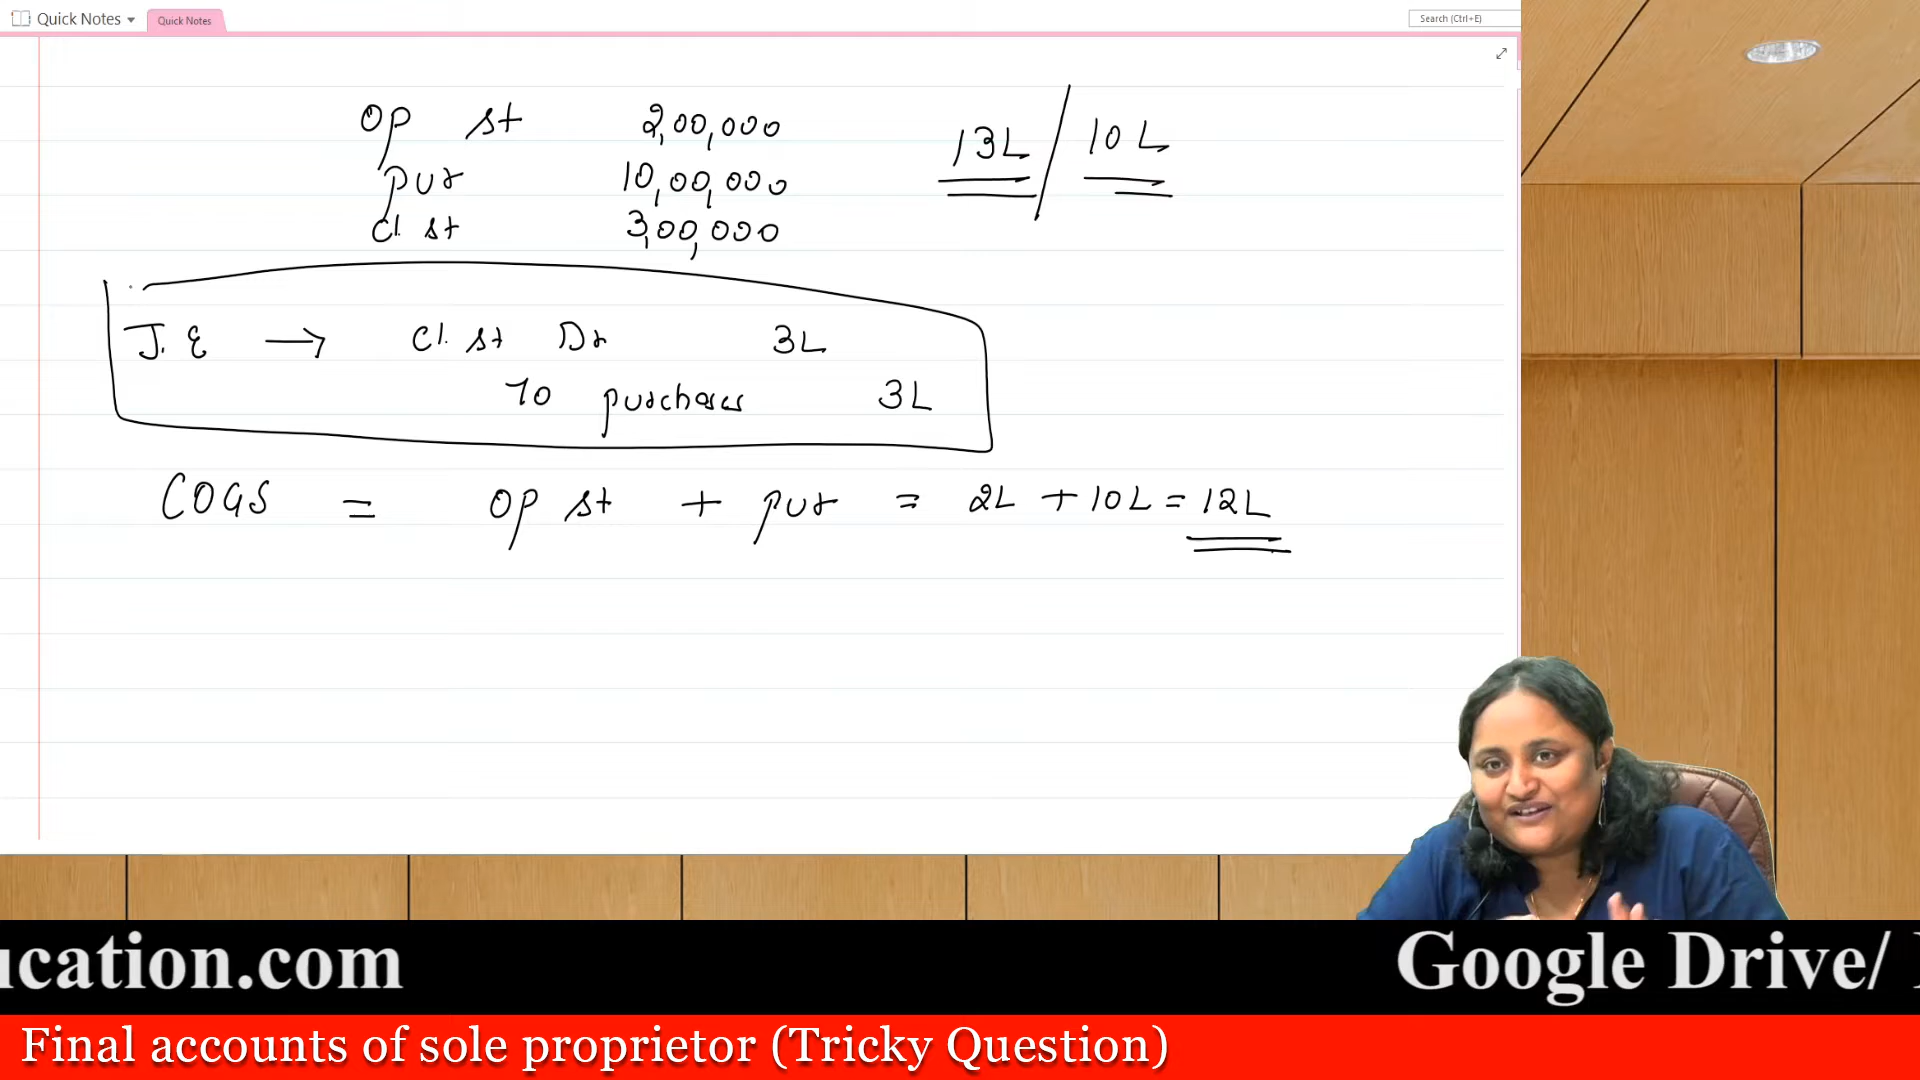 Quick Notes
Quick Notes
Search (Ctrl+E)
Op st 2,00,000
pur 10,00,000
Cl. st 3,00,000
13L / 10L
J.E → Cl. st Dr 3L
To purchases 3L
COGS = Op st + pur = 2L + 10L = 12L
ucation.com
Google Drive/
Final accounts of sole proprietor (Tricky Question)